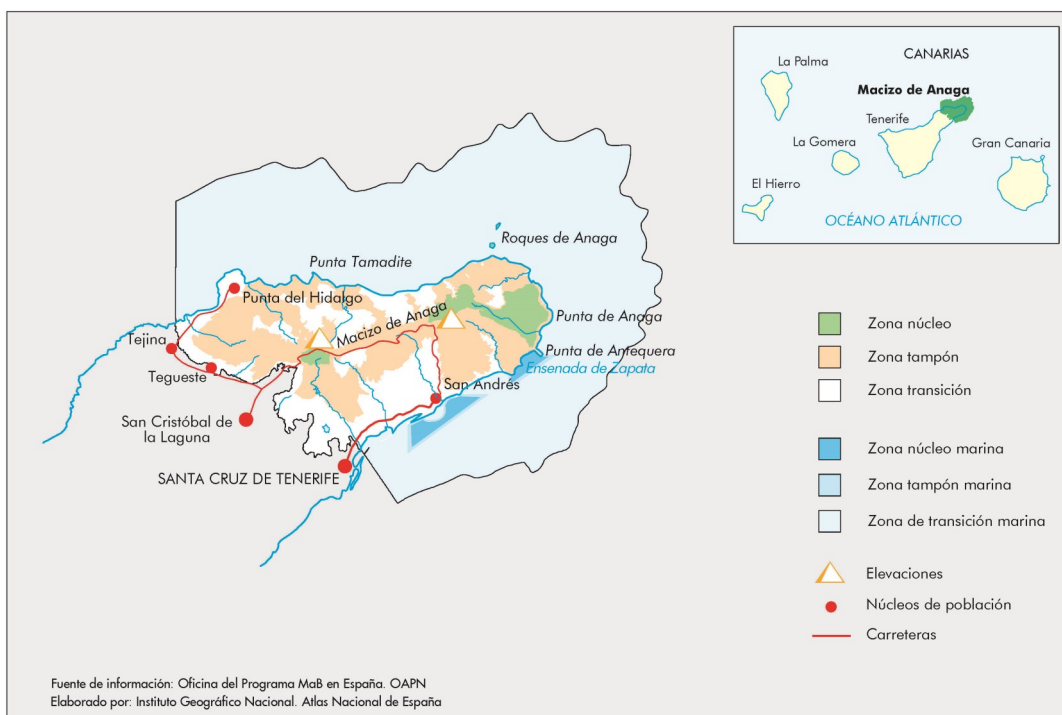 CANARIAS
La Palma
Macizo de Anaga
Tenerife
La Gomera
Gran Canaria
El Hierro
OCÉANO ATLÁNTICO
Roques de Anaga
Punta Tamadite
Punta del Hidalgo
Macizo de Anaga
Punta de Anaga
Tejina
Punta de Antequera
Ensenada de Zapata
Tegueste
San Andrés
San Cristóbal de
la Laguna
SANTA CRUZ DE TENERIFE
Zona núcleo
Zona tampón
Zona transición
Zona núcleo marina
Zona tampón marina
Zona de transición marina
Elevaciones
Núcleos de población
Carreteras
Fuente de información: Oficina del Programa MaB en España. OAPN
Elaborado por: Instituto Geográfico Nacional. Atlas Nacional de España